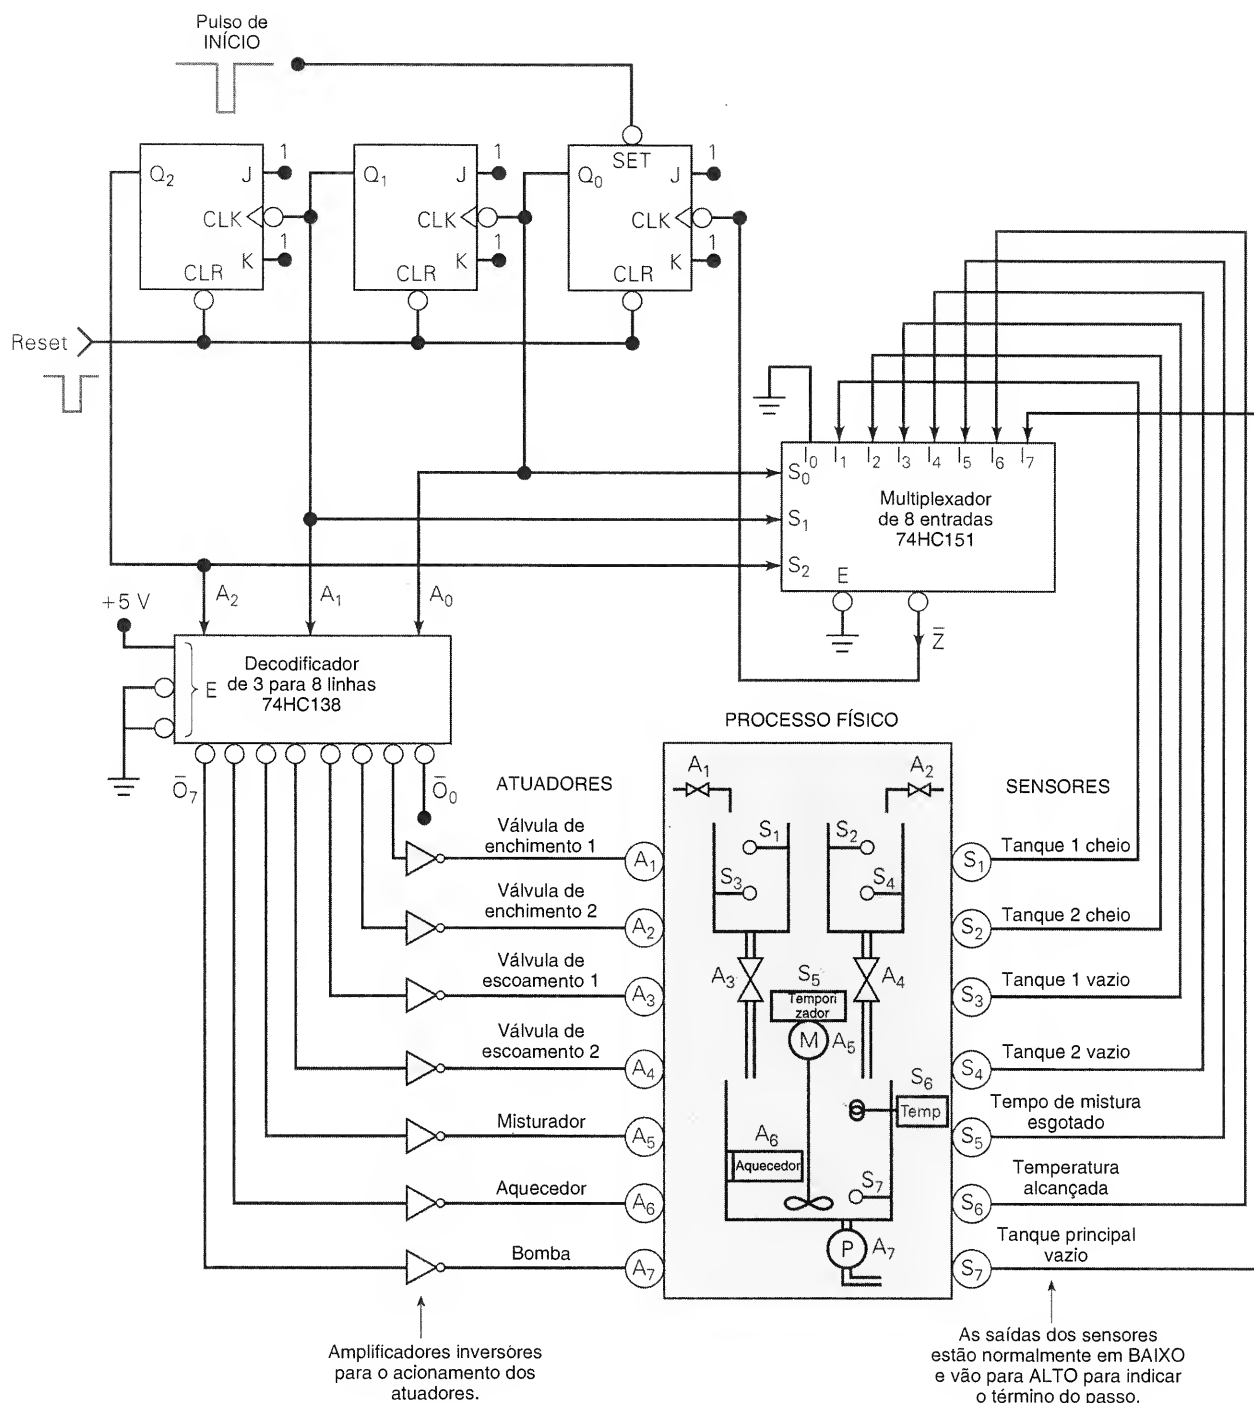 Pulso de
INÍCIO
Q2 J 1
CLK
K 1
CLR
Q1 J 1
CLK
K 1
CLR
SET
Q0 J 1
CLK
K 1
CLR
Reset
I0 I1 I2 I3 I4 I5 I6 I7
S0
S1
S2
Multiplexador
de 8 entradas
74HC151
E
Z̅
+5 V
A2 A1 A0
E
Decodificador
de 3 para 8 linhas
74HC138
O̅7 O̅0
ATUADORES
Válvula de
enchimento 1
A1
Válvula de
enchimento 2
A2
Válvula de
escoamento 1
A3
Válvula de
escoamento 2
A4
Misturador
A5
Aquecedor
A6
Bomba
A7
Amplificadores inversores
para o acionamento dos
atuadores.
PROCESSO FÍSICO
A1 A2
S1 S2
S3 S4
A3 S5 A4
Tempori
zador
M A5
S6
Temp
A6
Aquecedor
S7
P A7
SENSORES
S1 Tanque 1 cheio
S2 Tanque 2 cheio
S3 Tanque 1 vazio
S4 Tanque 2 vazio
Tempo de mistura
esgotado
S5
Temperatura
alcançada
S6
Tanque principal
vazio
S7
As saídas dos sensores
estão normalmente em BAIXO
e vão para ALTO para indicar
o término do passo.